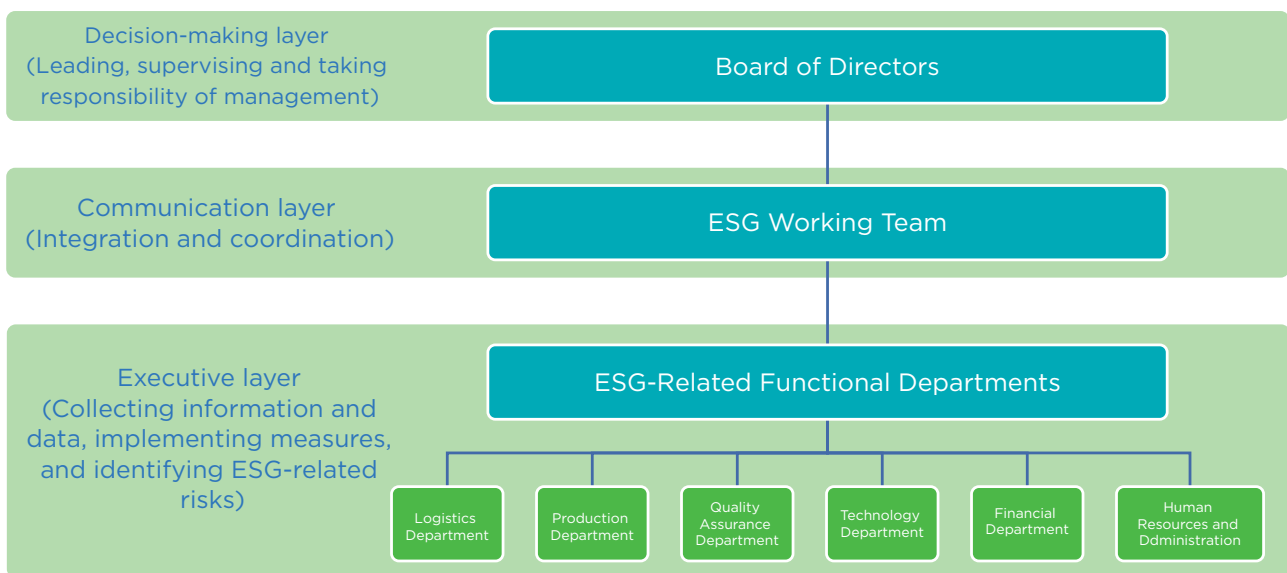 Decision-making layer
(Leading, supervising and taking
responsibility of management)
Board of Directors
Communication layer
(Integration and coordination)
ESG Working Team
Executive layer
(Collecting information and
data, implementing measures,
and identifying ESG-related
risks)
ESG-Related Functional Departments
Logistics
Department
Production
Department
Quality
Assurance
Department
Technology
Department
Financial
Department
Human
Resources and
Ddministration